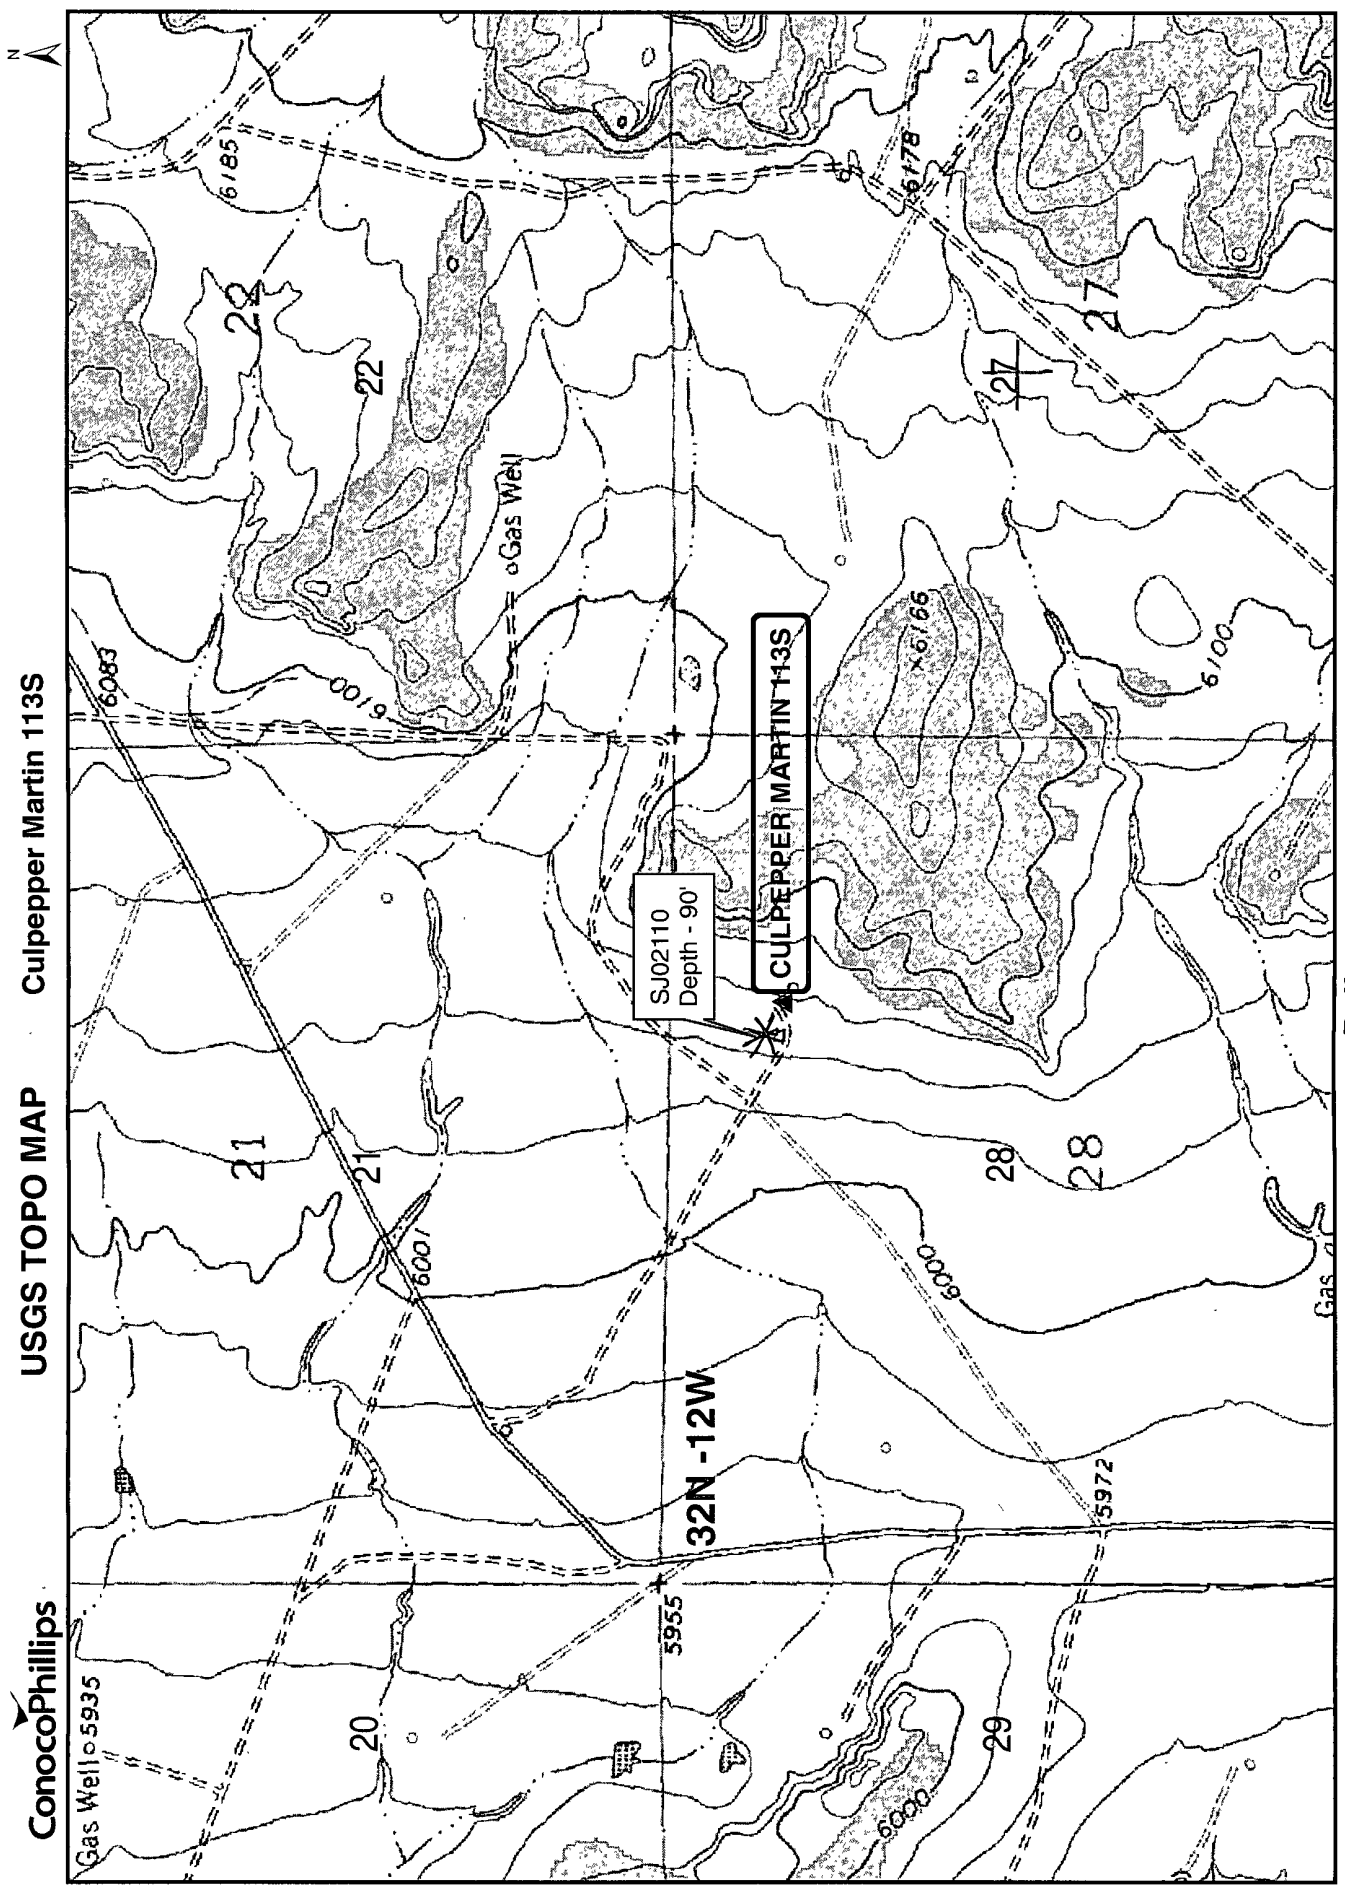 ConocoPhillips
USGS TOPO MAP
Culpepper Martin 113S
N
Gas Well 5935
6083
6185
21
22
20
21
22
6001
6100
Gas Well
5955
32N -12W
SJ02110
Depth - 90'
CULPEPPER MARTIN 113S
×6166
6178
6000
6000
29
28
28
27
27
5972
6100
Gas